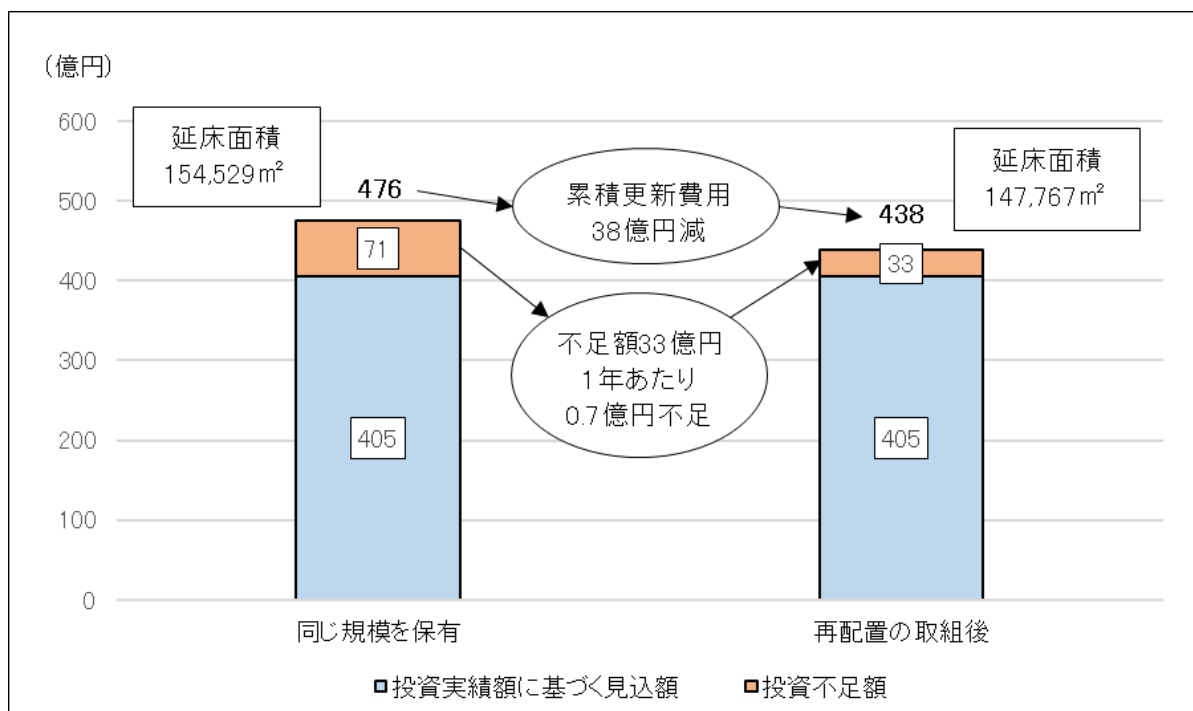 (億円)
600
500
400
300
200
100
0
延床面積
154,529㎡
476
71
405
累積更新費用
38億円減
不足額33億円
1年あたり
0.7億円不足
延床面積
147,767㎡
438
33
405
同じ規模を保有
再配置の取組後
投資実績額に基づく見込額
投資不足額